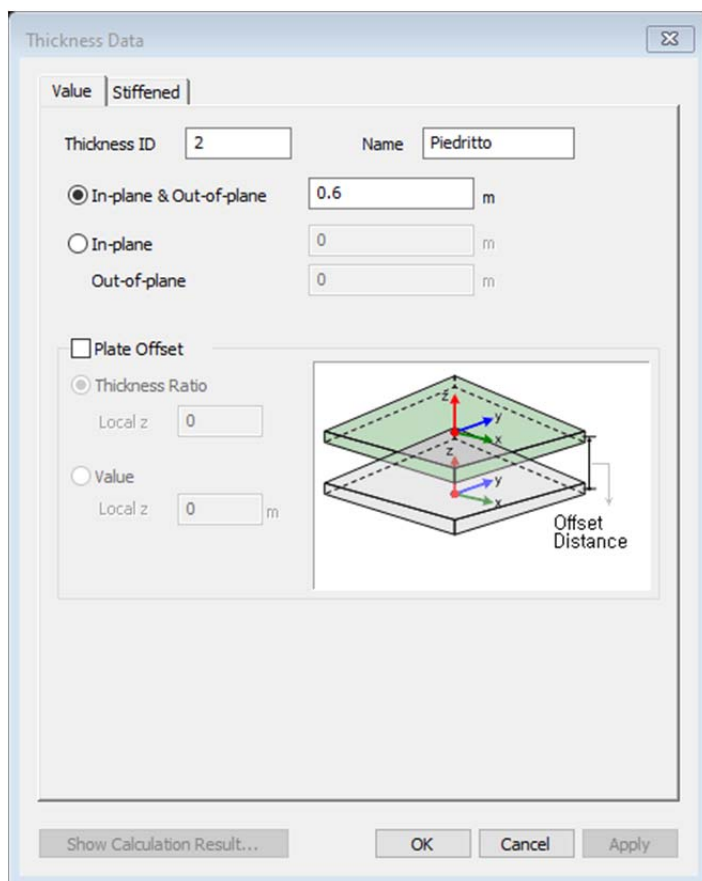 Thickness Data
Value Stiffened
Thickness ID 2 Name Piedritto
In-plane & Out-of-plane 0.6 m
In-plane 0 m
Out-of-plane 0 m
Plate Offset
Thickness Ratio
Local z 0
Value
Local z 0 m
z
y
x
z
y
x
Offset
Distance
Show Calculation Result... OK Cancel Apply